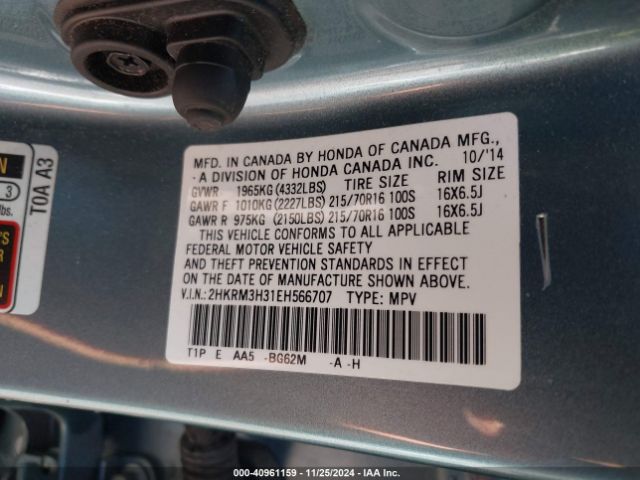 MFD. IN CANADA BY HONDA OF CANADA MFG.,
- A DIVISION OF HONDA CANADA INC. 10/'14
GVWR 1965KG (4332LBS) TIRE SIZE RIM SIZE
GAWR F 1010KG (2227LBS) 215/70R16 100S 16X6.5J
GAWR R 975KG (2150LBS) 215/70R16 100S 16X6.5J
THIS VEHICLE CONFORMS TO ALL APPLICABLE
FEDERAL MOTOR VEHICLE SAFETY
AND THEFT PREVENTION STANDARDS IN EFFECT
ON THE DATE OF MANUFACTURE SHOWN ABOVE.
V.I.N.: 2HKRM3H31EH566707 TYPE: MPV
T1P E AA5 -BG62M -A -H
3
lbs.
T0A A3
000-40961159 - 11/25/2024 - IAA Inc.